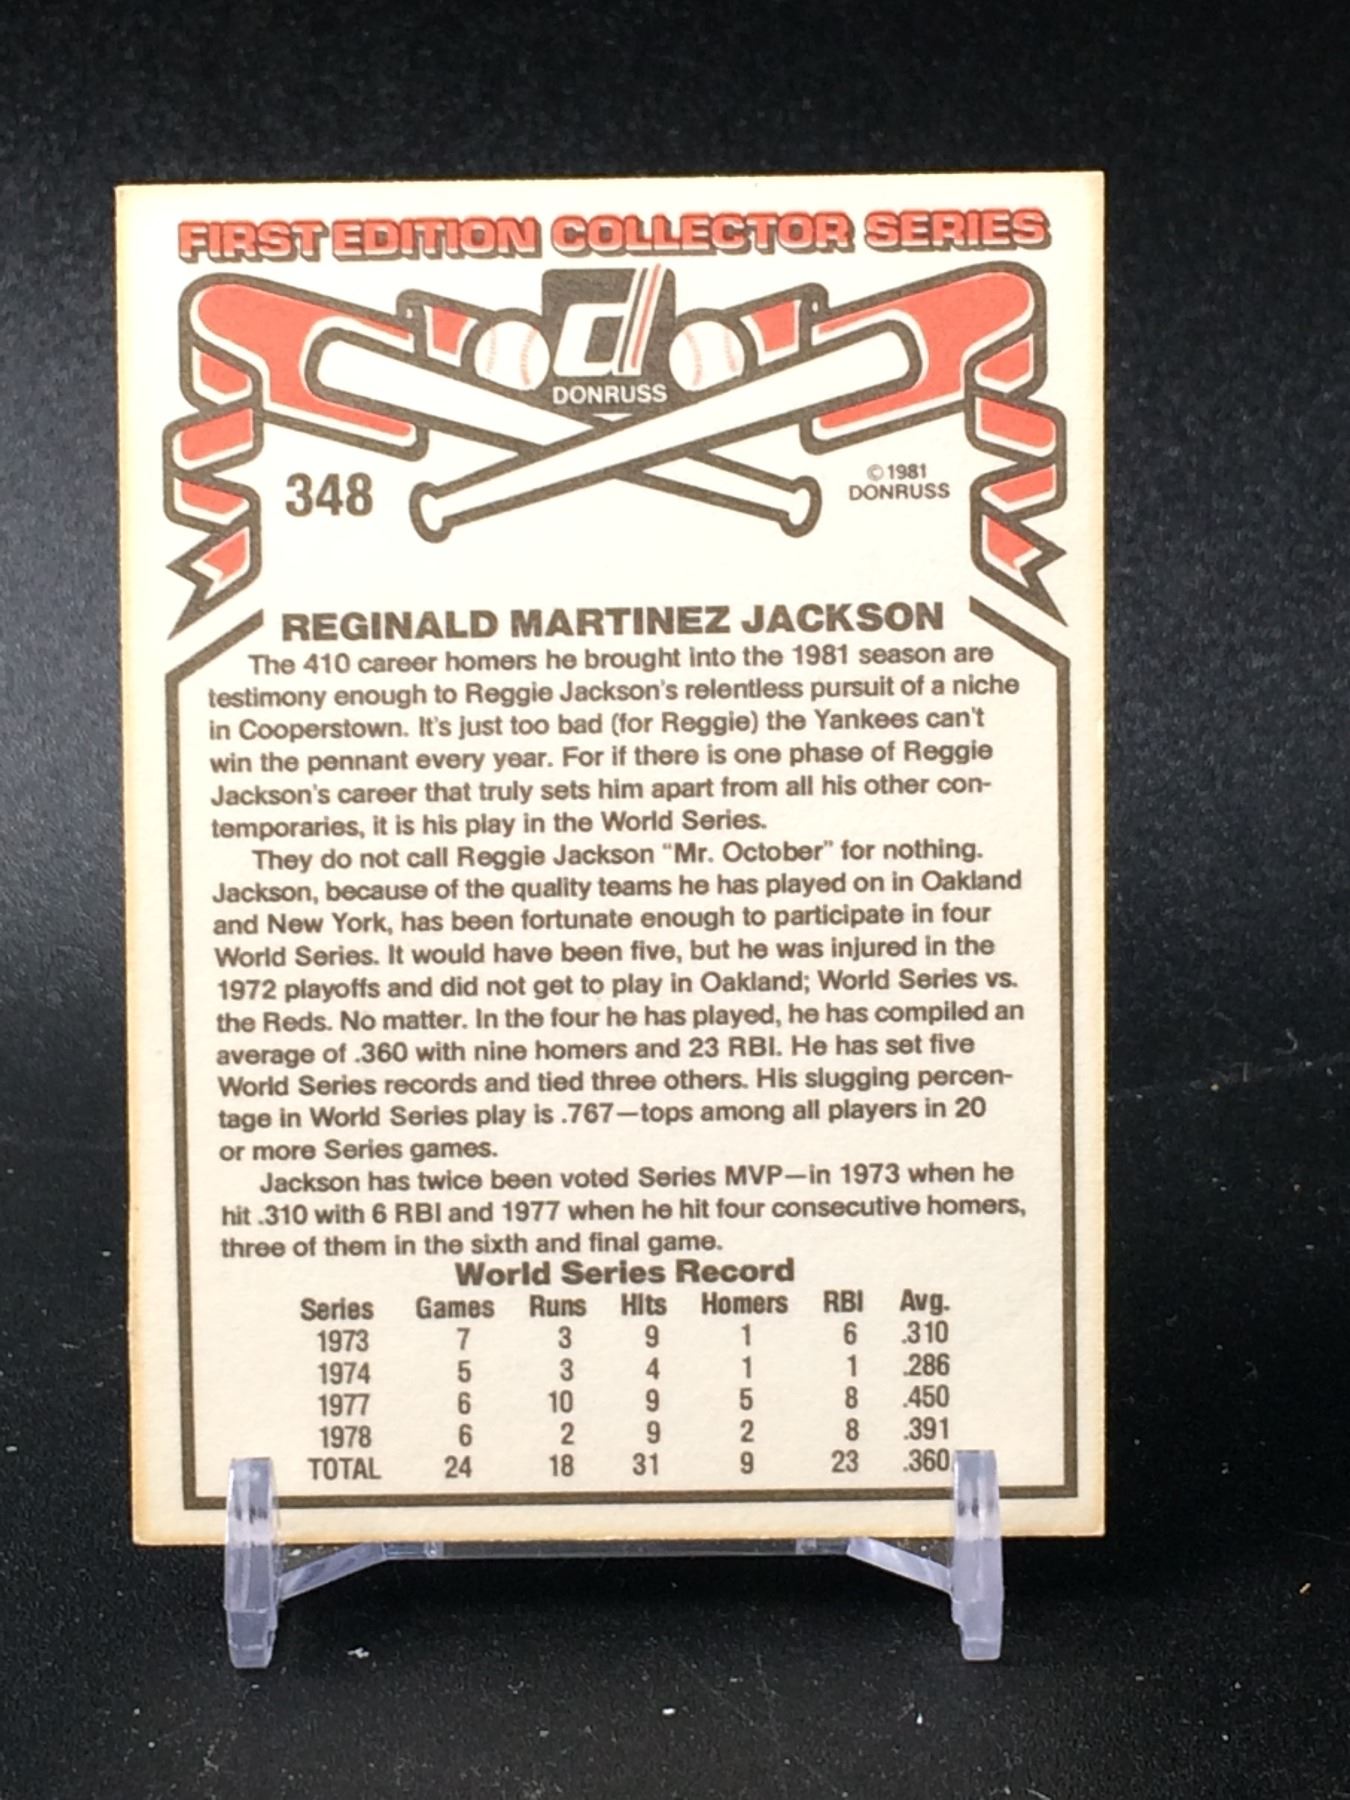 FIRST EDITION COLLECTOR SERIES
d
DONRUSS
348
©1981
DONRUSS
REGINALD MARTINEZ JACKSON
The 410 career homers he brought into the 1981 season are
testimony enough to Reggie Jackson's relentless pursuit of a niche
in Cooperstown. It's just too bad (for Reggie) the Yankees can't
win the pennant every year. For if there is one phase of Reggie
Jackson's career that truly sets him apart from all his other con-
temporaries, it is his play in the World Series.
They do not call Reggie Jackson "Mr. October" for nothing.
Jackson, because of the quality teams he has played on in Oakland
and New York, has been fortunate enough to participate in four
World Series. It would have been five, but he was injured in the
1972 playoffs and did not get to play in Oakland; World Series vs.
the Reds. No matter. In the four he has played, he has compiled an
average of .360 with nine homers and 23 RBI. He has set five
World Series records and tied three others. His slugging percen-
tage in World Series play is .767—tops among all players in 20
or more Series games.
Jackson has twice been voted Series MVP—in 1973 when he
hit .310 with 6 RBI and 1977 when he hit four consecutive homers,
three of them in the sixth and final game.
World Series Record
Series Games Runs Hits Homers RBI Avg.
1973 7 3 9 1 6 .310
1974 5 3 4 1 1 .286
1977 6 10 9 5 8 .450
1978 6 2 9 2 8 .391
TOTAL 24 18 31 9 23 .360